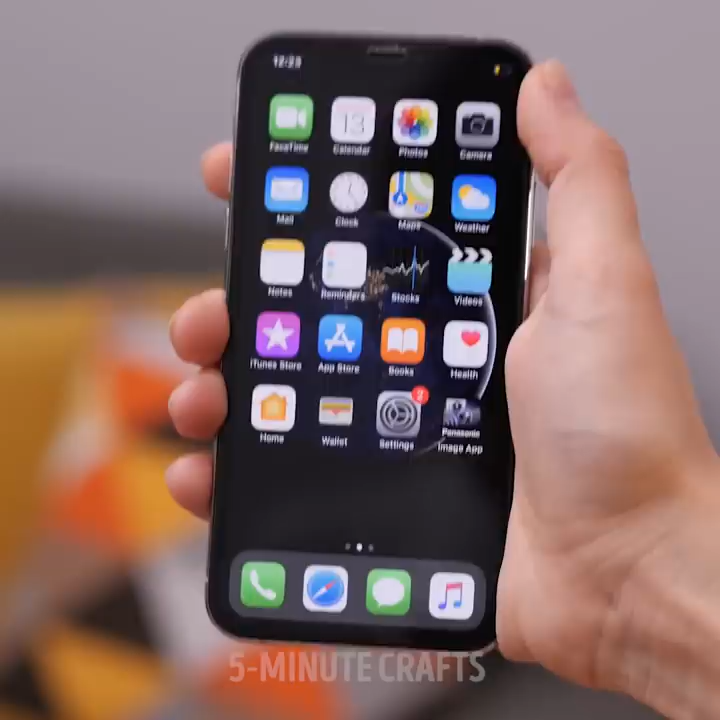 12:23
13
FaceTime Calendar Photos Camera
Mail Clock Maps Weather
Notes Reminders Stocks Videos
iTunes Store App Store Books Health
Panasonic
Home Wallet Settings Image App
5-MINUTE CRAFTS